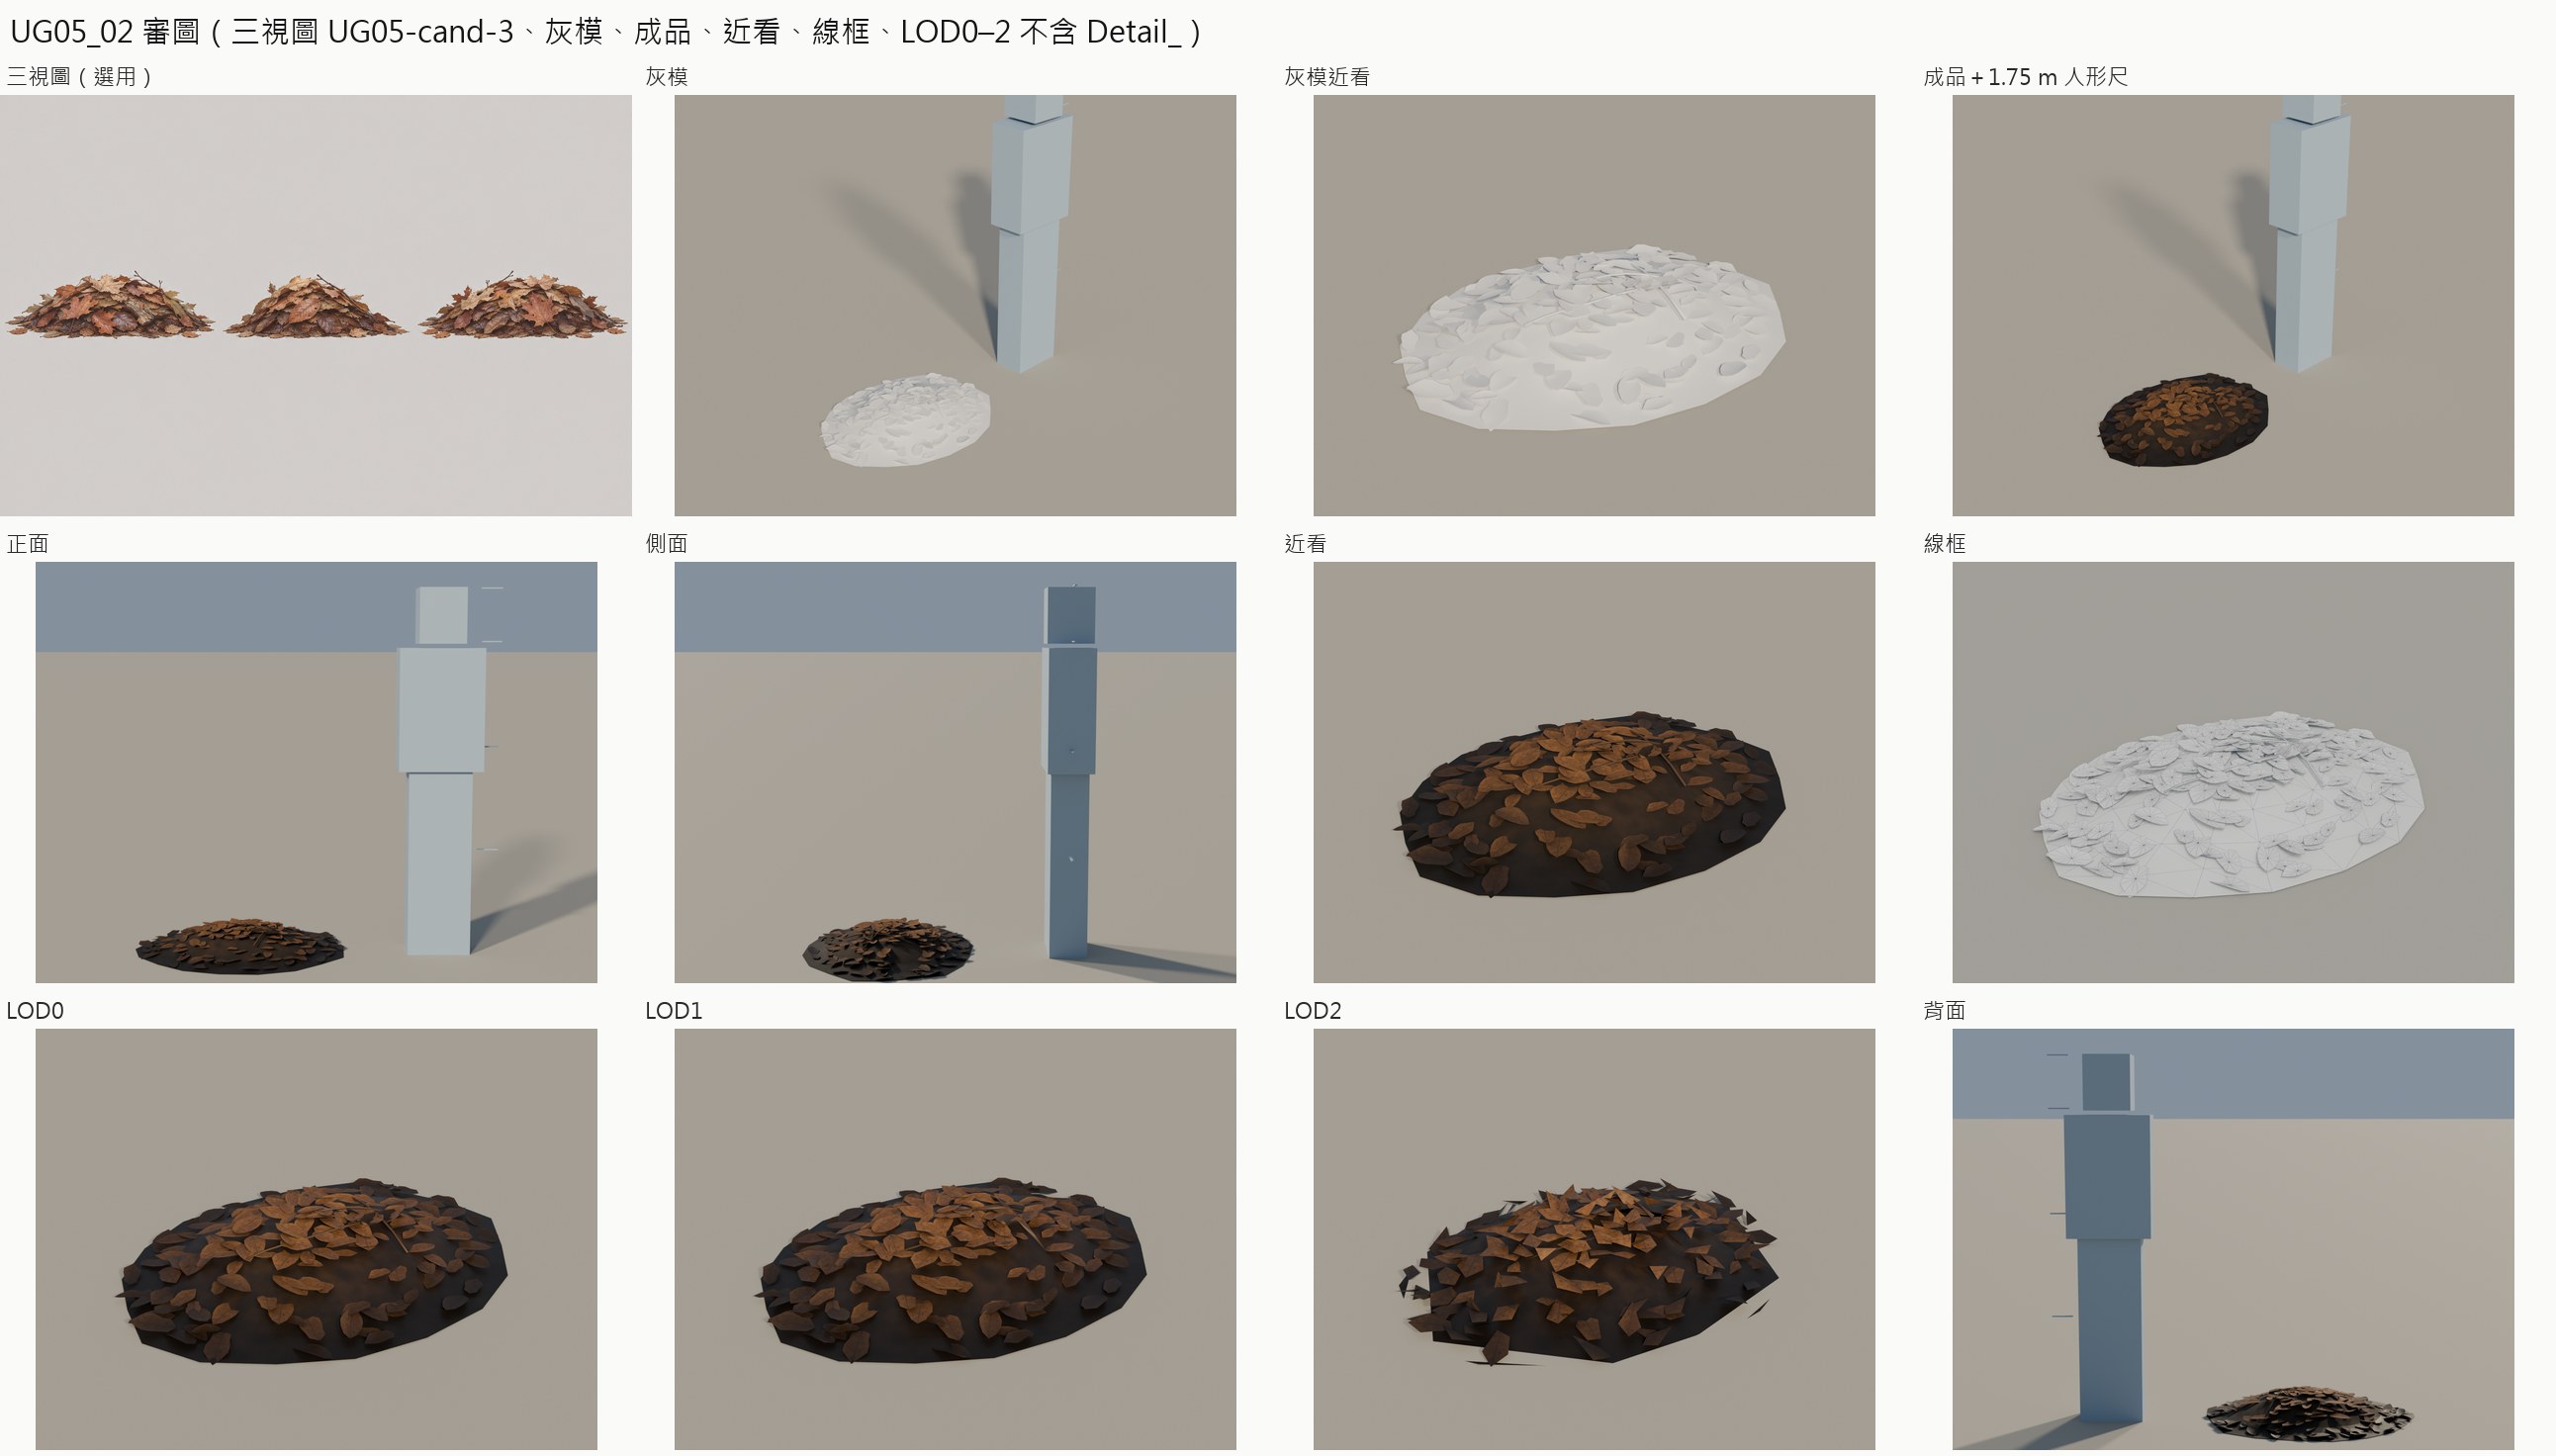 UG05_02 審圖（三視圖 UG05-cand-3、灰模、成品、近看、線框、LOD0–2 不含 Detail_）
三視圖（選用）
灰模
灰模近看
成品＋1.75 m 人形尺
正面
側面
近看
線框
LOD0
LOD1
LOD2
背面